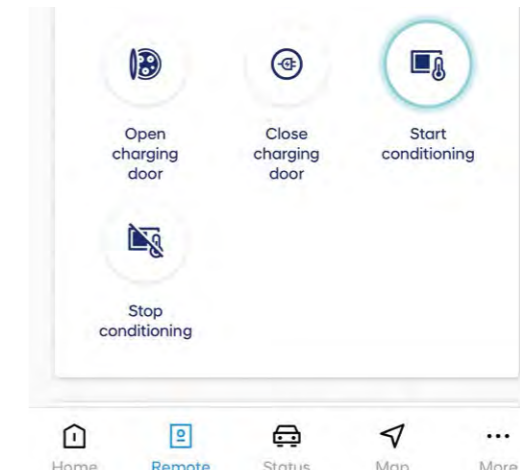 Open
charging
door
Close
charging
door
Start
conditioning
Stop
conditioning
Home
Remote
Status
Map
More